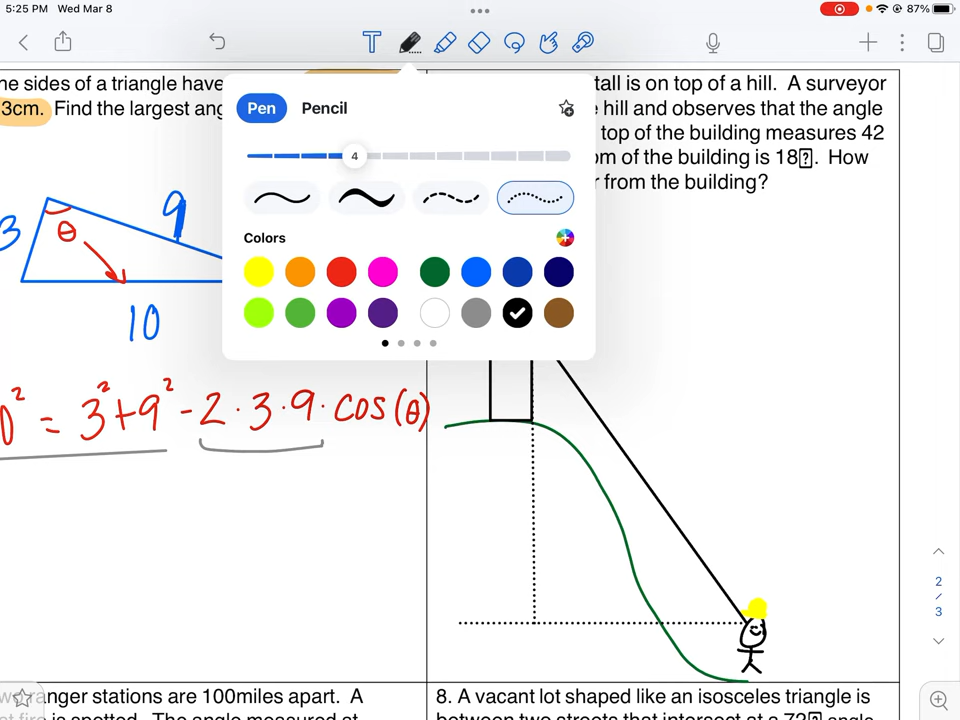 5:25 PM Wed Mar 8
87%
T
he sides of a triangle have
3cm. Find the largest ang
tall is on top of a hill. A surveyor
hill and observes that the angle
top of the building measures 42
om of the building is 18?. How
r from the building?
Pen
Pencil
4
Colors
3
θ
9
10
0² = 3²+9² - 2·3·9·cos(θ)
2
3
ranger stations are 100miles apart. A
8. A vacant lot shaped like an isosceles triangle is